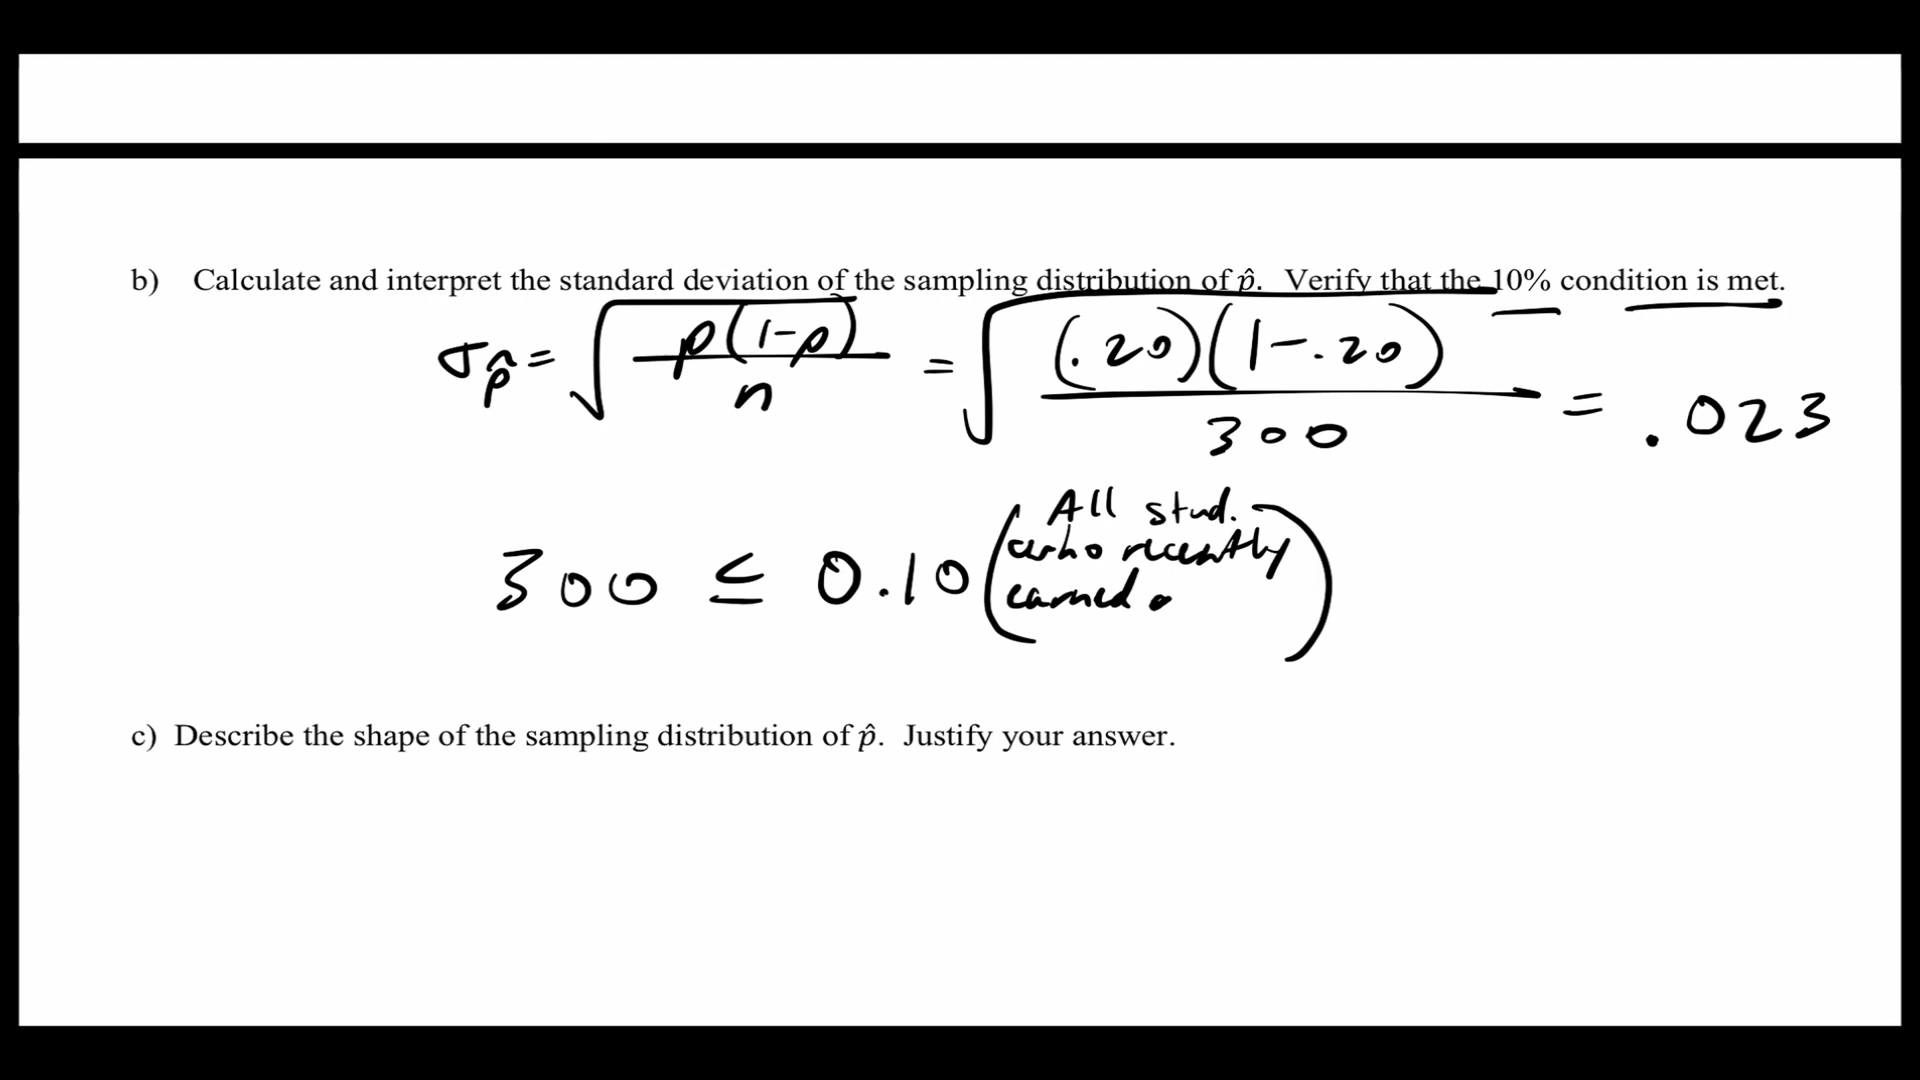 b) Calculate and interpret the standard deviation of the sampling distribution of p̂. Verify that the 10% condition is met.
σp̂ = √(p(1-p)/n) = √((.20)(1-.20)/300) = .023
300 ≤ 0.10 (All stud.
who recently
earned a)
c) Describe the shape of the sampling distribution of p̂. Justify your answer.